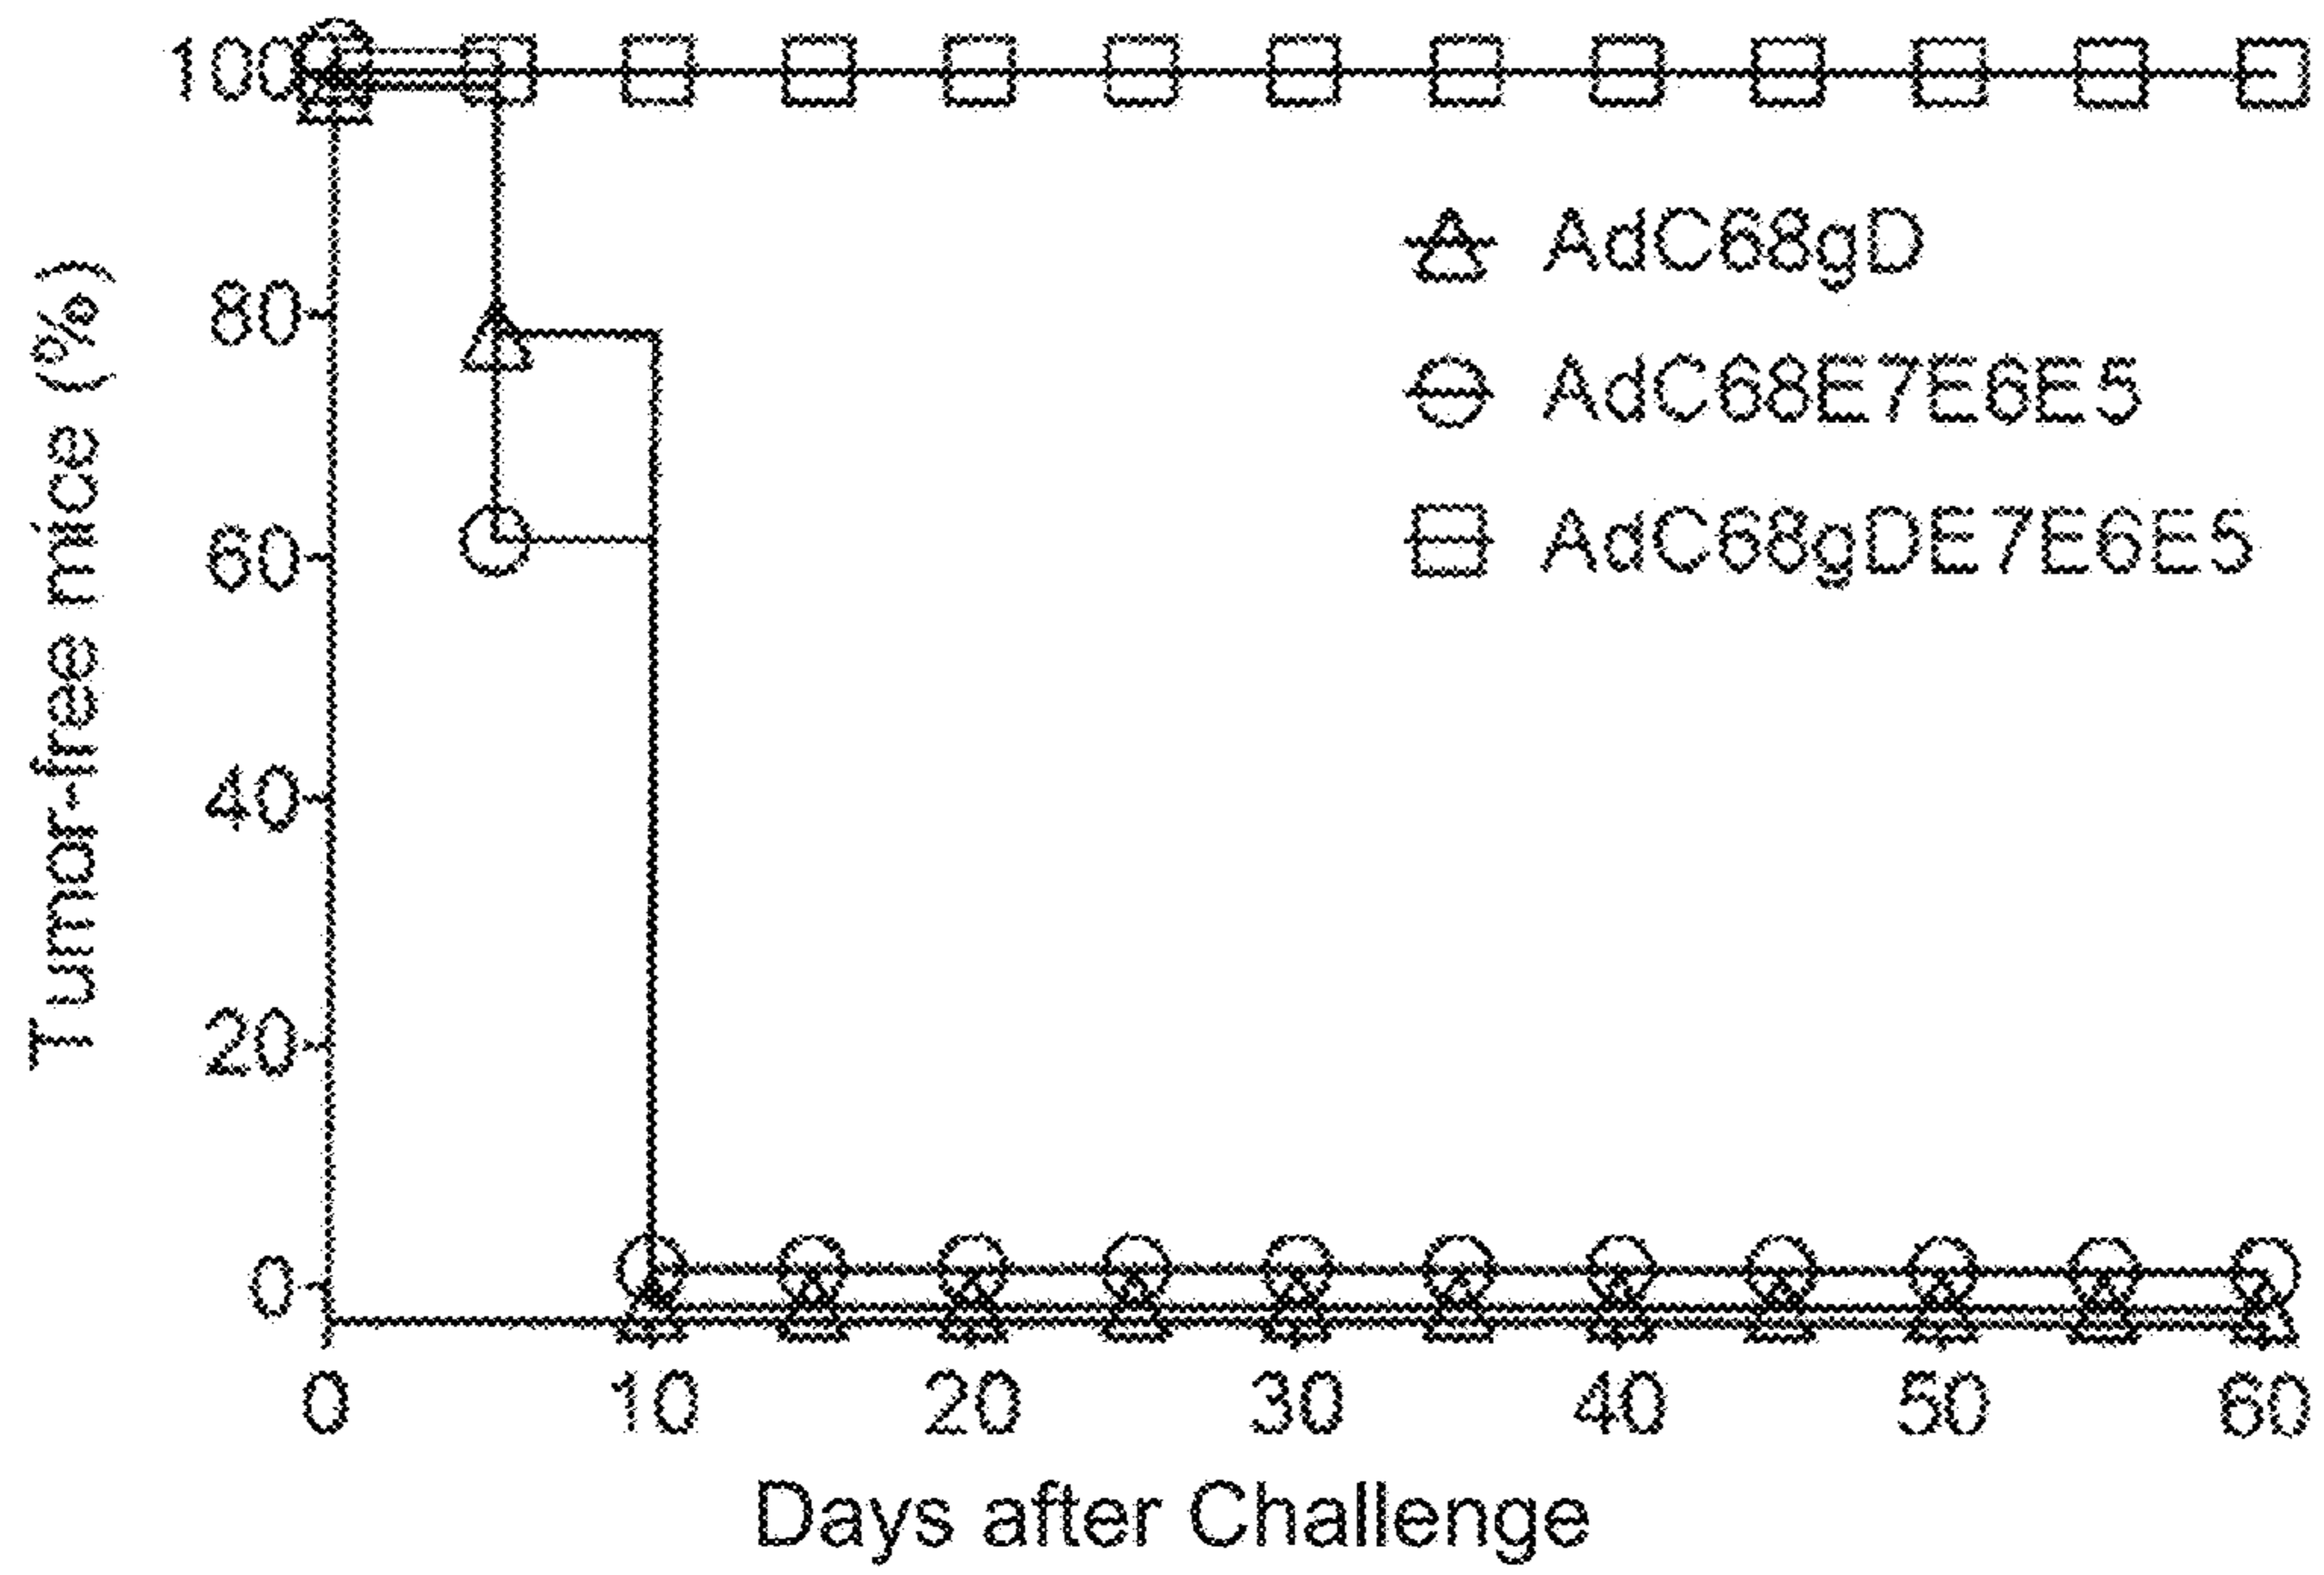 Tumor-free mice (%)
100
80
60
40
20
0
AdC68gD
AdC68E7E6E5
AdC68gDE7E6E5
0 10 20 30 40 50 60
Days after Challenge